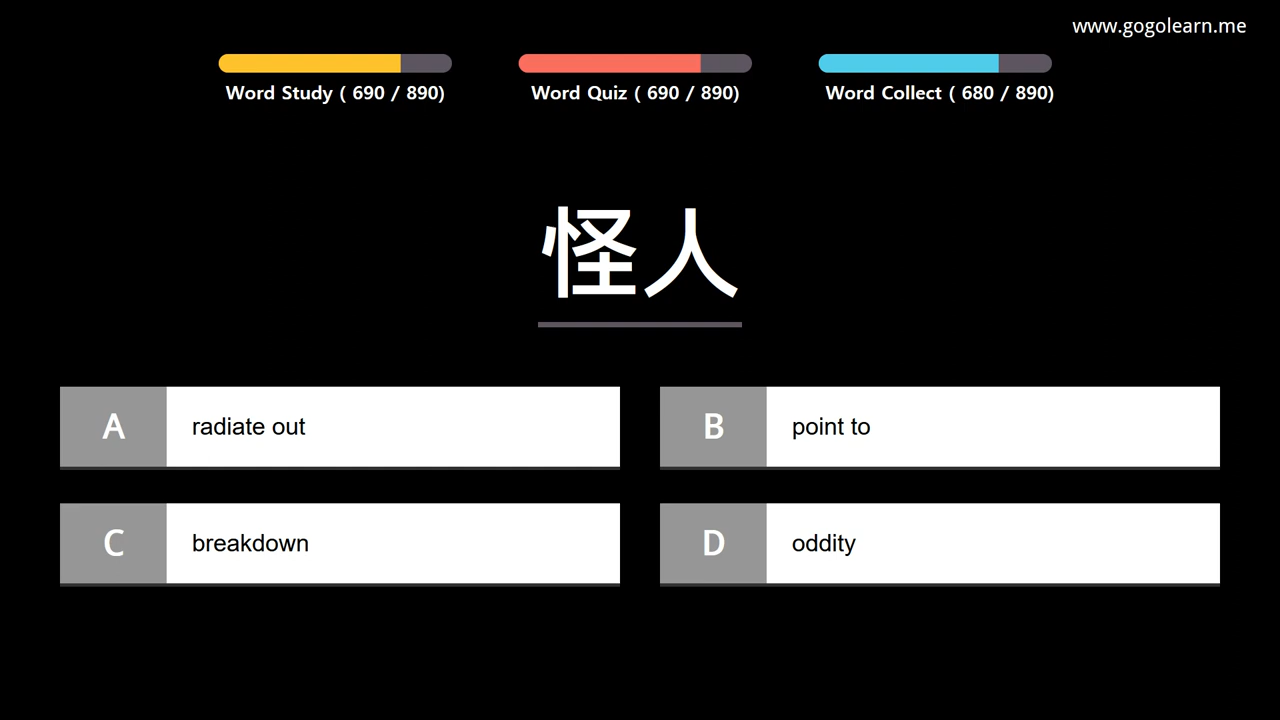 www.gogolearn.me
Word Study ( 690 / 890)
Word Quiz ( 690 / 890)
Word Collect ( 680 / 890)
怪人
A radiate out
B point to
C breakdown
D oddity